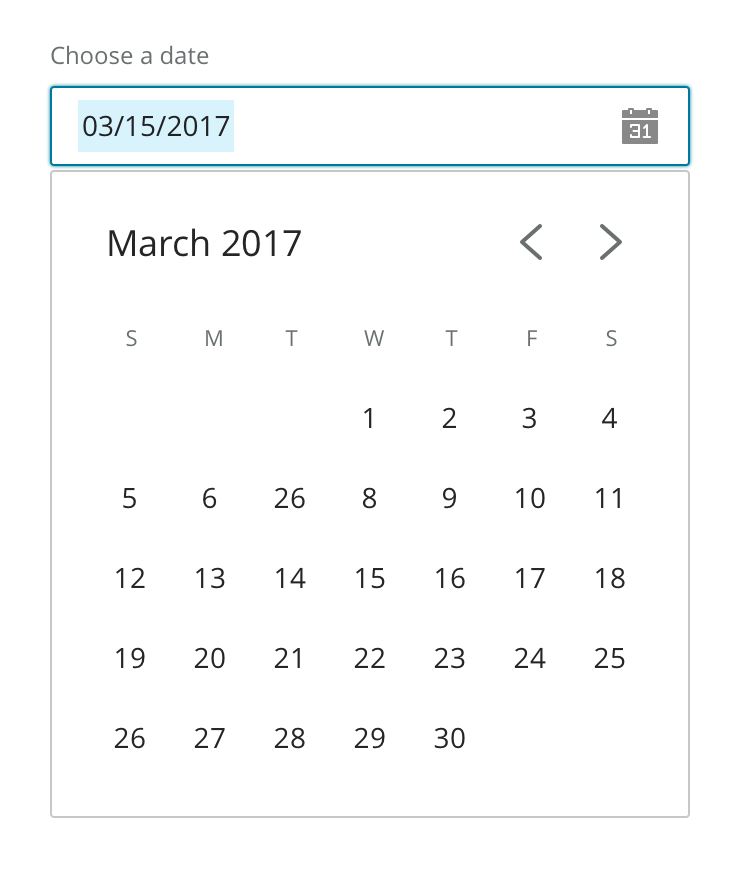 Choose a date
03/15/2017 31
March 2017
S M T W T F S
1 2 3 4
5 6 26 8 9 10 11
12 13 14 15 16 17 18
19 20 21 22 23 24 25
26 27 28 29 30